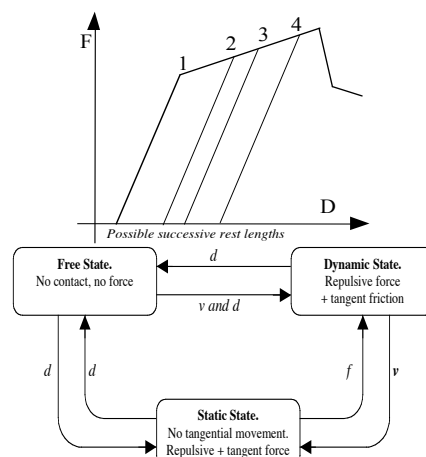 F
1
2
3
4
D
Possible successive rest lengths
Free State.
No contact, no force
d
v and d
Dynamic State.
Repulsive force
+ tangent friction
d
d
f
v
Static State.
No tangential movement.
Repulsive + tangent force